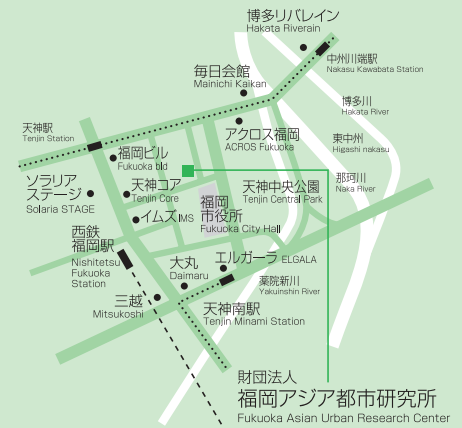 博多リバレイン
Hakata Riverain
中州川端駅
Nakasu Kawabata Station
毎日会館
Mainichi Kaikan
博多川
Hakata River
天神駅
Tenjin Station
アクロス福岡
ACROS Fukuoka
東中州
Higashi nakasu
福岡ビル
Fukuoka bld
那珂川
Naka River
ソラリア
ステージ
Solaria STAGE
天神コア
Tenjin Core
天神中央公園
Tenjin Central Park
イムズ IMS
福岡
市役所
Fukuoka City Hall
西鉄
福岡駅
Nishitetsu
Fukuoka
Station
大丸
Daimaru
エルガーラ ELGALA
薬院新川
Yakuinshin River
三越
Mitsukoshi
天神南駅
Tenjin Minami Station
財団法人
福岡アジア都市研究所
Fukuoka Asian Urban Research Center